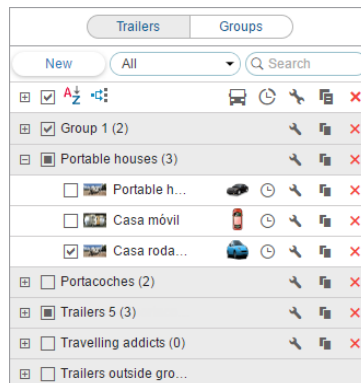 Trailers Groups
New All Search
A Z
Group 1 (2)
Portable houses (3)
Portable h...
Casa móvil
Casa roda...
Portacoches (2)
Trailers 5 (3)
Travelling addicts (0)
Trailers outside gro...